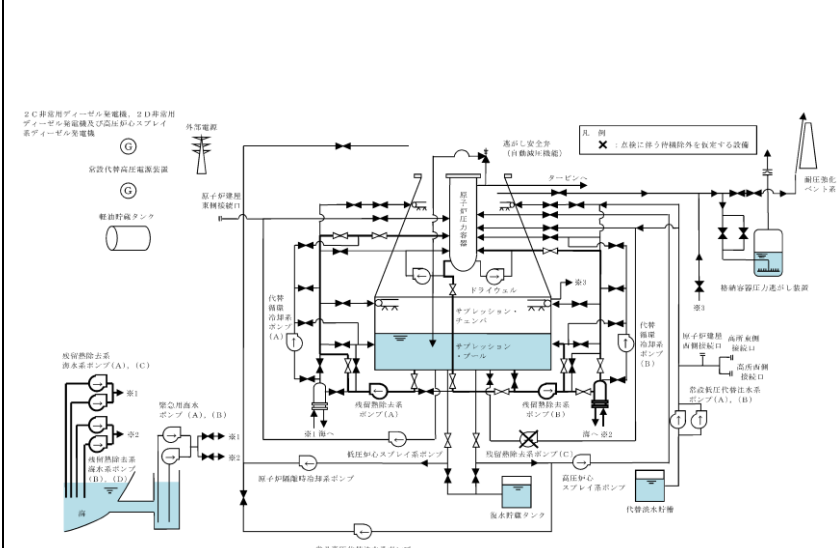 2C非常用ディーゼル発電機，2D非常用
ディーゼル発電機及び高圧炉心スプレイ
系ディーゼル発電機
G
常設代替高圧電源装置
G
軽油貯蔵タンク
外部電源
原子炉建屋
東側接続口
逃がし安全弁
(自動減圧機能)
凡 例
：点検に伴う待機除外を仮定する設備
タービンへ
耐圧強化
ベント系
原子炉圧力容器
格納容器圧力逃がし装置
※3
ドライウェル
※3
サプレッション・
チェンバ
サプレッション
・プール
代替
循環
冷却系
ポンプ
(A)
代替
循環
冷却系
ポンプ
(B)
原子炉建屋
西側接続口
高所東側
接続口
高所西側
接続口
常設低圧代替注水系
ポンプ(A)，(B)
残留熱除去系
海水系ポンプ(A)，(C)
※1
※2
残留熱除去系
海水系ポンプ
(B)，(D)
海
緊急用海水
ポンプ (A)，(B)
※1
※2
残留熱除去系
ポンプ(A)
残留熱除去系
ポンプ(B)
※1 海へ
海へ ※2
低圧炉心スプレイ系ポンプ
残留熱除去系ポンプ(C)
原子炉隔離時冷却系ポンプ
高圧炉心
スプレイ系ポンプ
復水貯蔵タンク
代替淡水貯槽